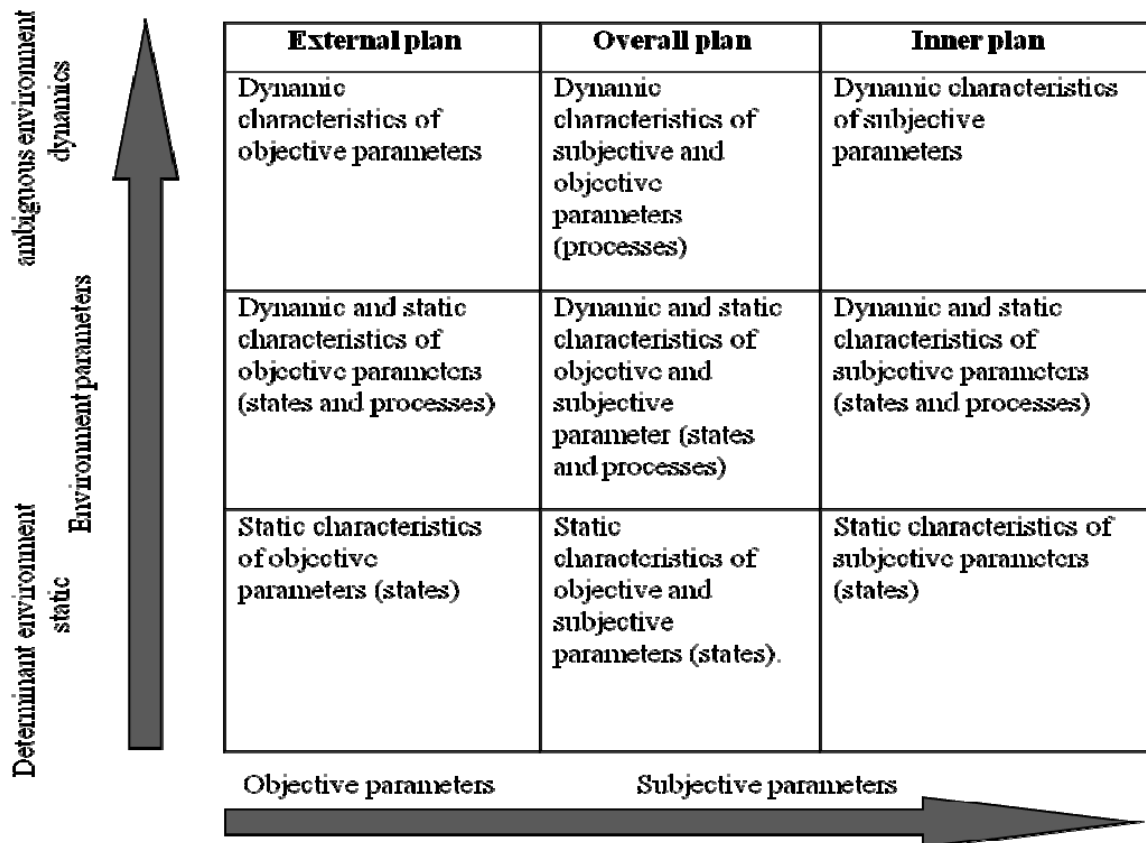 ambiguous environment
dynamics
Environment parameters
Determinant environment
static
External plan
Overall plan
Inner plan
Dynamic
characteristics of
objective parameters
Dynamic
characteristics of
subjective and
objective
parameters
(processes)
Dynamic characteristics
of subjective
parameters
Dynamic and static
characteristics of
objective parameters
(states and processes)
Dynamic and static
characteristics of
objective and
subjective
parameter (states
and processes)
Dynamic and static
characteristics of
subjective parameters
(states and processes)
Static characteristics
of objective
parameters (states)
Static
characteristics of
objective and
subjective
parameters (states).
Static characteristics of
subjective parameters
(states)
Objective parameters
Subjective parameters